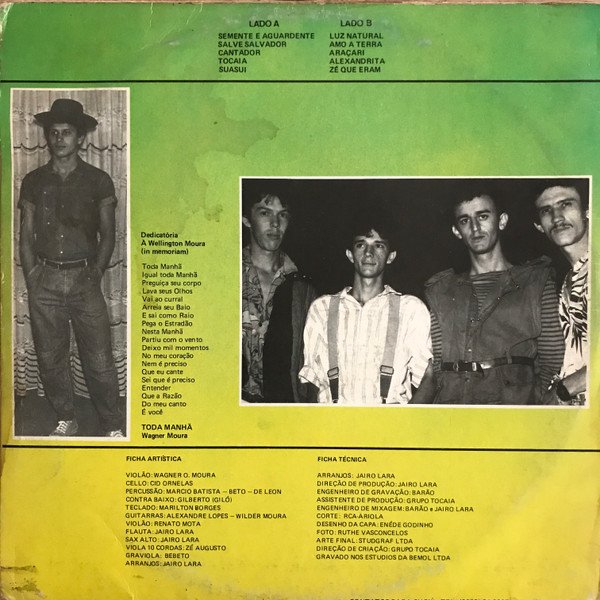 LADO A
SEMENTE E AGUARDENTE
SALVE SALVADOR
CANTADOR
TOCAIA
SUASUI
LADO B
LUZ NATURAL
AMO A TERRA
ARAÇARI
ALEXANDRITA
ZÉ QUE ERAM
Dedicatória
À Wellington Moura
(in memoriam)
Toda Manhã
Igual toda Manhã
Preguiça seu corpo
Lava seus Olhos
Vai ao curral
Arreia seu Baio
E sai como Raio
Pega o Estradão
Nesta Manhã
Partiu com o vento
Deixo mil momentos
No meu coração
Nem é preciso
Que eu cante
Sei que é preciso
Entender
Que a Razão
Do meu canto
É você
TODA MANHÃ
Wagner Moura
FICHA ARTÍSTICA
VIOLÃO: WAGNER O. MOURA
CELLO: CID ORNELAS
PERCUSSÃO: MARCIO BATISTA – BETO – DE LEON
CONTRA BAIXO: GILBERTO (GILÓ)
TECLADO: MARILTON BORGES
GUITARRAS: ALEXANDRE LOPES – WILDER MOURA
VIOLÃO: RENATO MOTA
FLAUTA: JAIRO LARA
SAX ALTO: JAIRO LARA
VIOLA 10 CORDAS: ZÉ AUGUSTO
GRAVIOLA: BEBETO
ARRANJOS: JAIRO LARA
FICHA TÉCNICA
ARRANJOS: JAIRO LARA
DIREÇÃO DE PRODUÇÃO: JAIRO LARA
ENGENHEIRO DE GRAVAÇÃO: BARÃO
ASSISTENTE DE PRODUÇÃO: GRUPO TOCAIA
ENGENHEIRO DE MIXAGEM: BARÃO e JAIRO LARA
CORTE: RCA-ARIOLA
DESENHO DA CAPA: ENÉDE GODINHO
FOTO: RUTHE VASCONCELOS
ARTE FINAL: STUDGRAF LTDA
DIREÇÃO DE CRIAÇÃO: GRUPO TOCAIA
GRAVADO NOS ESTUDIOS DA BEMOL LTDA